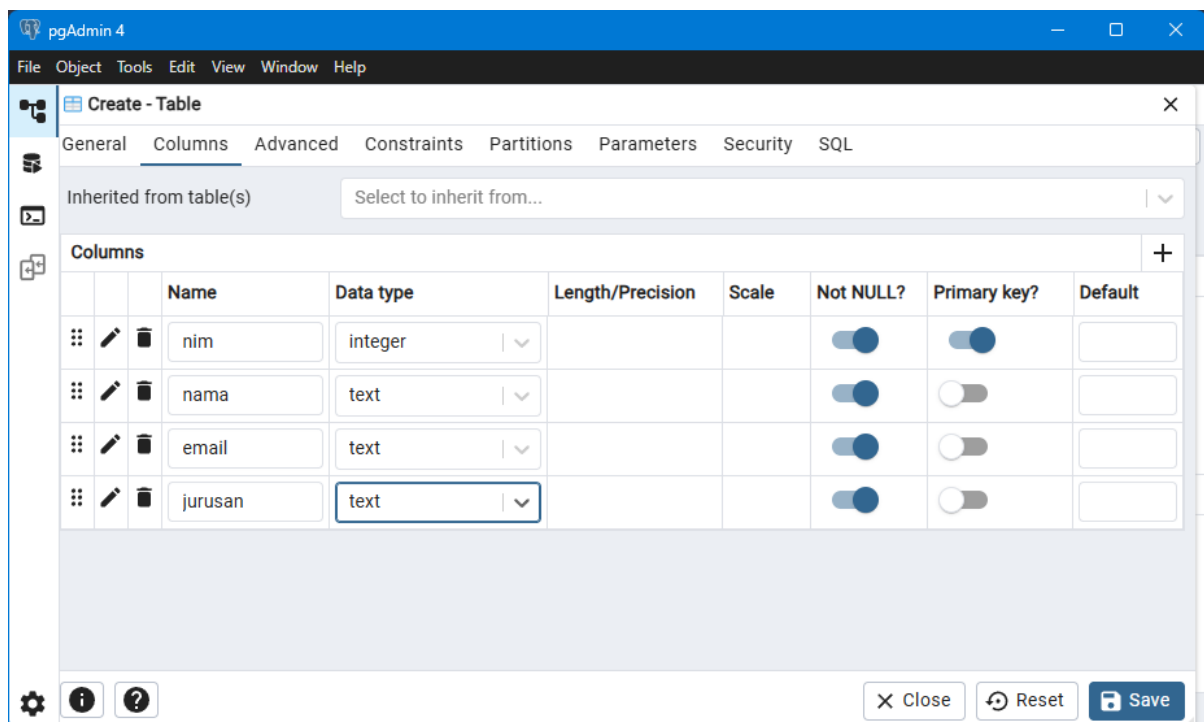 pgAdmin 4
File Object Tools Edit View Window Help
Create - Table
General Columns Advanced Constraints Partitions Parameters Security SQL
Inherited from table(s) Select to inherit from...
Columns
Name Data type Length/Precision Scale Not NULL? Primary key? Default
nim integer
nama text
email text
jurusan text
Close Reset Save